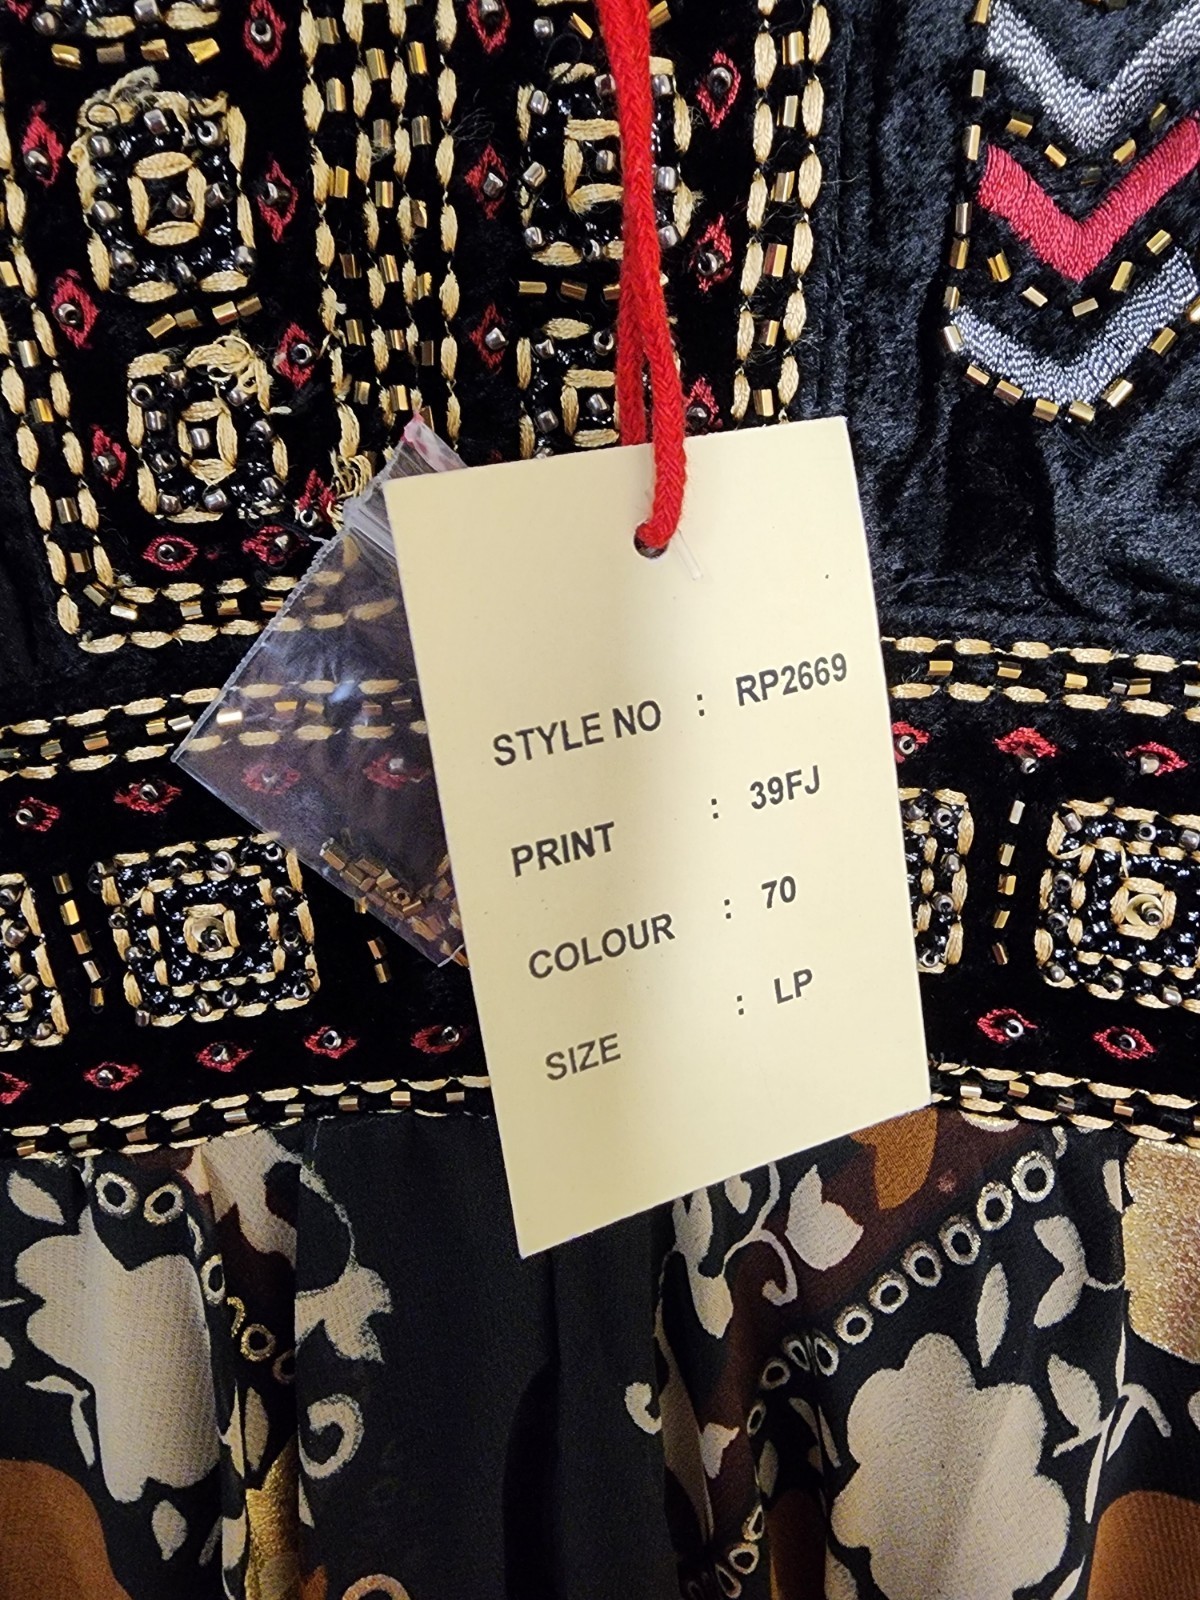 STYLE NO : RP2669
PRINT : 39FJ
COLOUR : 70
SIZE : LP